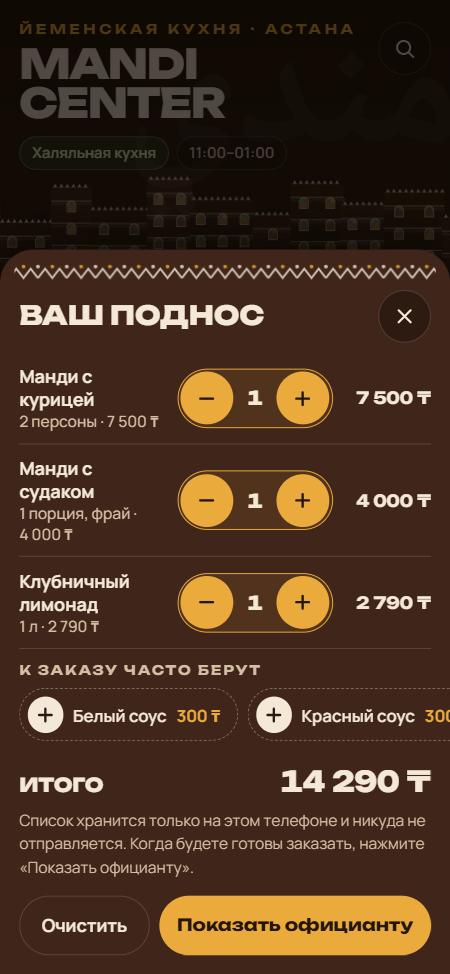 ЙЕМЕНСКАЯ КУХНЯ · АСТАНА
MANDI
CENTER
مندي
Халяльная кухня
11:00–01:00
ВАШ ПОДНОС
Манди с
курицей
2 персоны · 7 500 ₸
− 1 + 7 500 ₸
Манди с
судаком
1 порция, фрай ·
4 000 ₸
− 1 + 4 000 ₸
Клубничный
лимонад
1 л · 2 790 ₸
− 1 + 2 790 ₸
К ЗАКАЗУ ЧАСТО БЕРУТ
+ Белый соус 300 ₸
+ Красный соус 300
ИТОГО 14 290 ₸
Список хранится только на этом телефоне и никуда не
отправляется. Когда будете готовы заказать, нажмите
«Показать официанту».
Очистить
Показать официанту